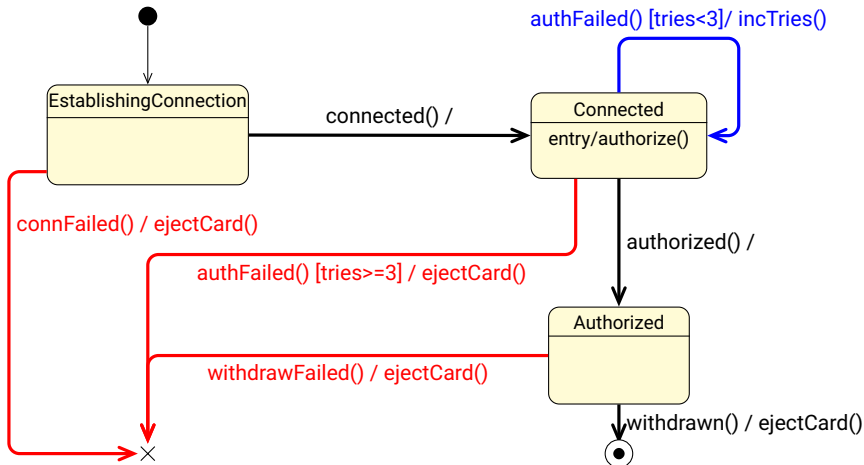 authFailed() [tries<3]/ incTries()
EstablishingConnection
connected() /
Connected
entry/authorize()
connFailed() / ejectCard()
authorized() /
authFailed() [tries>=3] / ejectCard()
Authorized
withdrawFailed() / ejectCard()
withdrawn() / ejectCard()